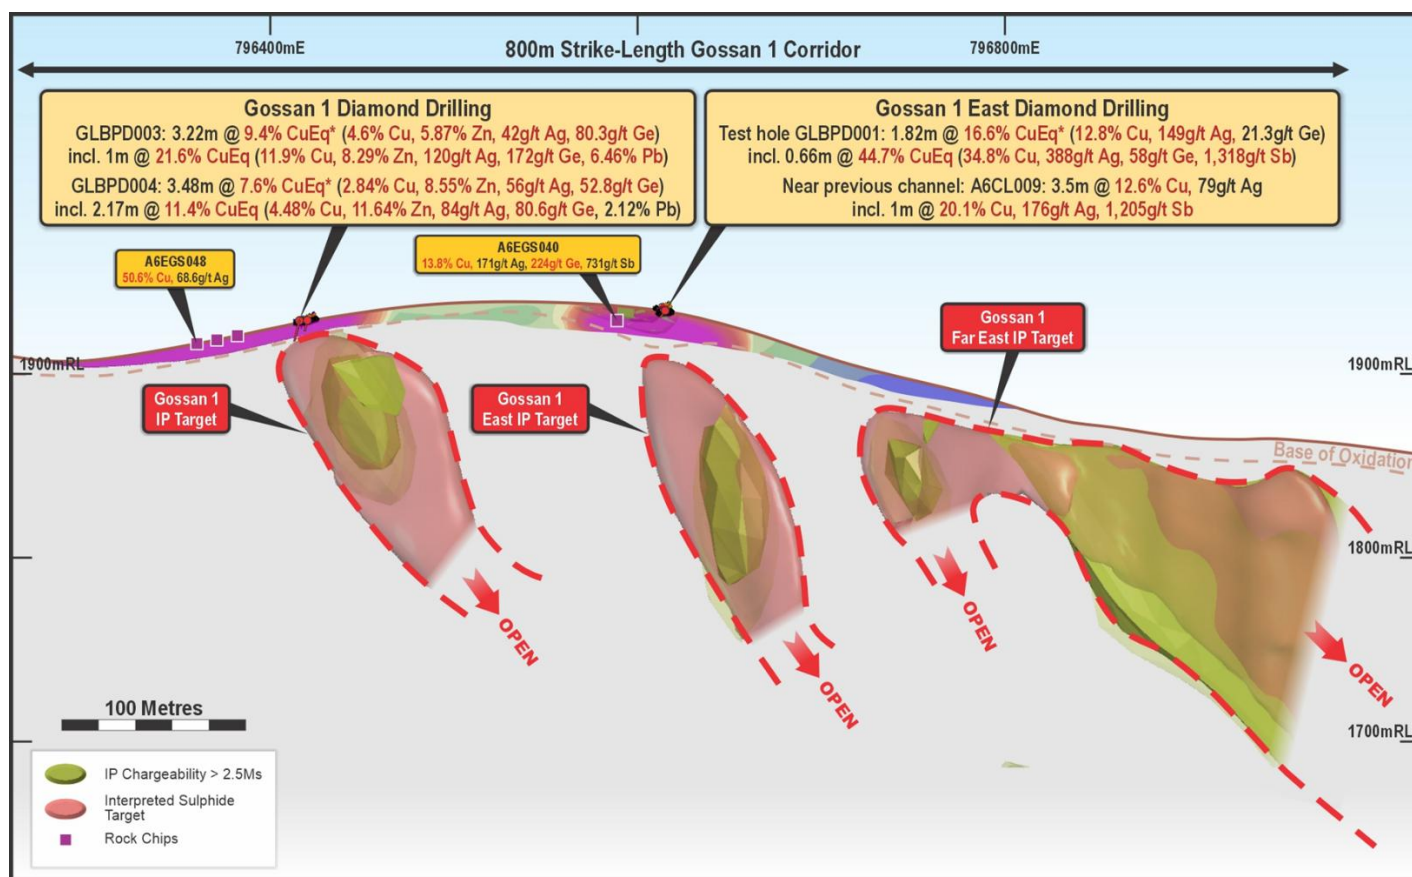 796400mE
796800mE
800m Strike-Length Gossan 1 Corridor
Gossan 1 Diamond Drilling
GLBPD003: 3.22m @ 9.4% CuEq* (4.6% Cu, 5.87% Zn, 42g/t Ag, 80.3g/t Ge)
incl. 1m @ 21.6% CuEq (11.9% Cu, 8.29% Zn, 120g/t Ag, 172g/t Ge, 6.46% Pb)
GLBPD004: 3.48m @ 7.6% CuEq* (2.84% Cu, 8.55% Zn, 56g/t Ag, 52.8g/t Ge)
incl. 2.17m @ 11.4% CuEq (4.48% Cu, 11.64% Zn, 84g/t Ag, 80.6g/t Ge, 2.12% Pb)
Gossan 1 East Diamond Drilling
Test hole GLBPD001: 1.82m @ 16.6% CuEq* (12.8% Cu, 149g/t Ag, 21.3g/t Ge)
incl. 0.66m @ 44.7% CuEq (34.8% Cu, 388g/t Ag, 58g/t Ge, 1,318g/t Sb)
Near previous channel: A6CL009: 3.5m @ 12.6% Cu, 79g/t Ag
incl. 1m @ 20.1% Cu, 176g/t Ag, 1,205g/t Sb
A6EGS048
50.6% Cu, 68.6g/t Ag
A6EGS040
13.8% Cu, 171g/t Ag, 224g/t Ge, 731g/t Sb
Gossan 1
Far East IP Target
1900mRL
1900mRL
Gossan 1
IP Target
Gossan 1
East IP Target
Base of Oxidation
1800mRL
OPEN
OPEN
OPEN
OPEN
100 Metres
1700mRL
IP Chargeability > 2.5Ms
Interpreted Sulphide
Target
Rock Chips